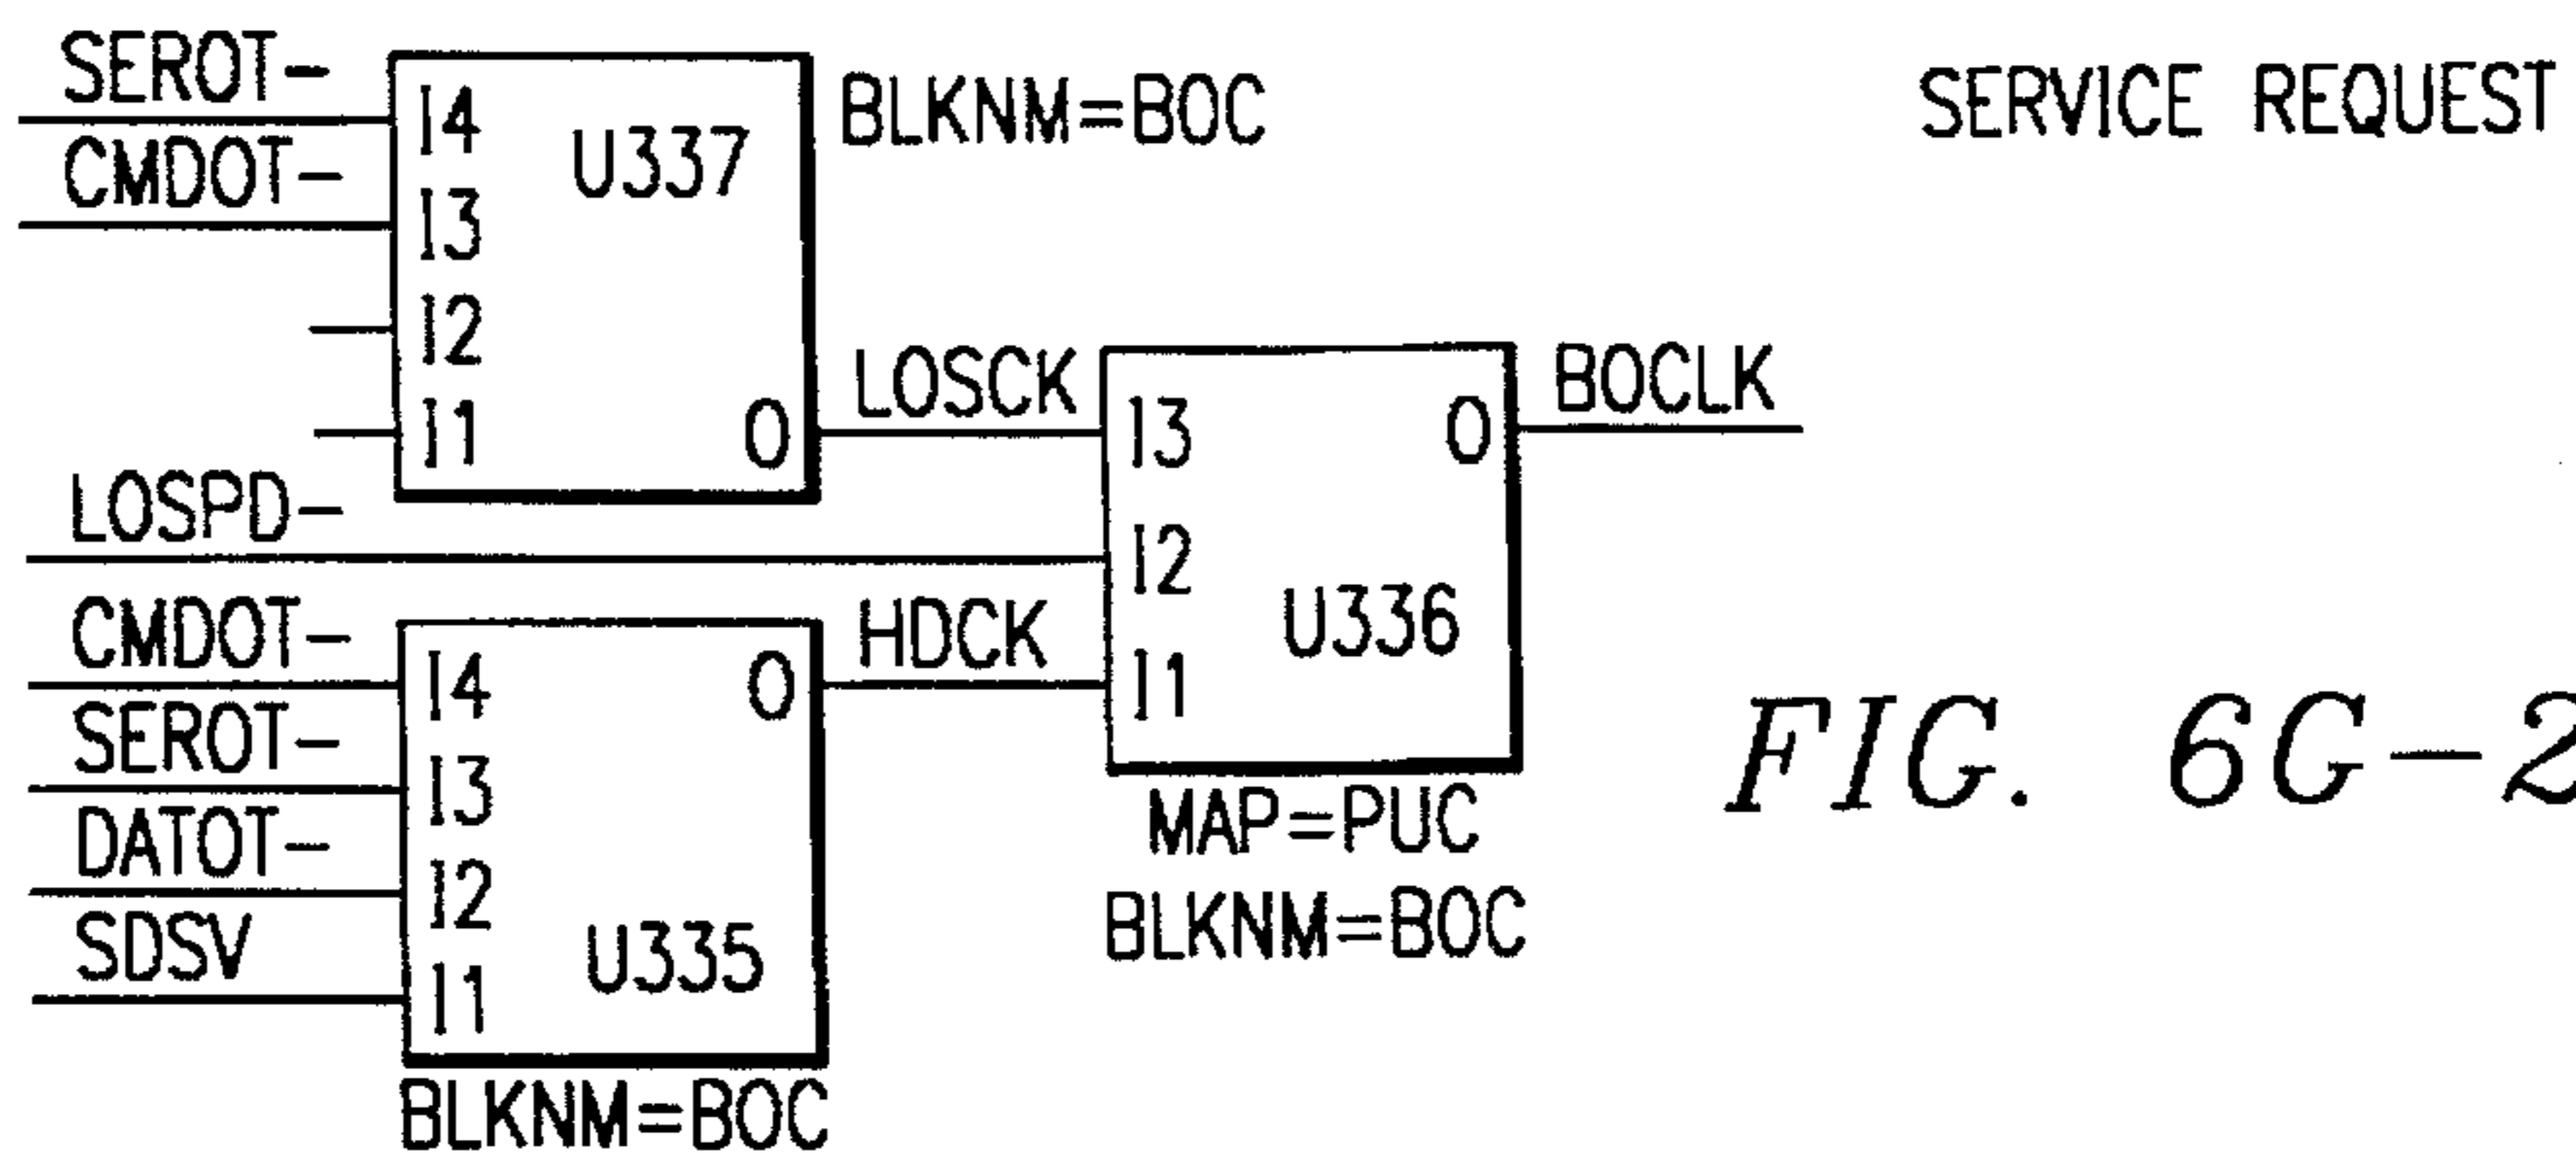 SEROT-
CMDOT-
I4
I3
I2
I1
U337
O
BLKNM=BOC
SERVICE REQUEST
LOSCK
LOSPD-
HDCK
I3
I2
I1
O
U336
BOCLK
MAP=PUC
BLKNM=BOC
CMDOT-
SEROT-
DATOT-
SDSV
I4
I3
I2
I1
O
U335
BLKNM=BOC
FIG. 6G-2